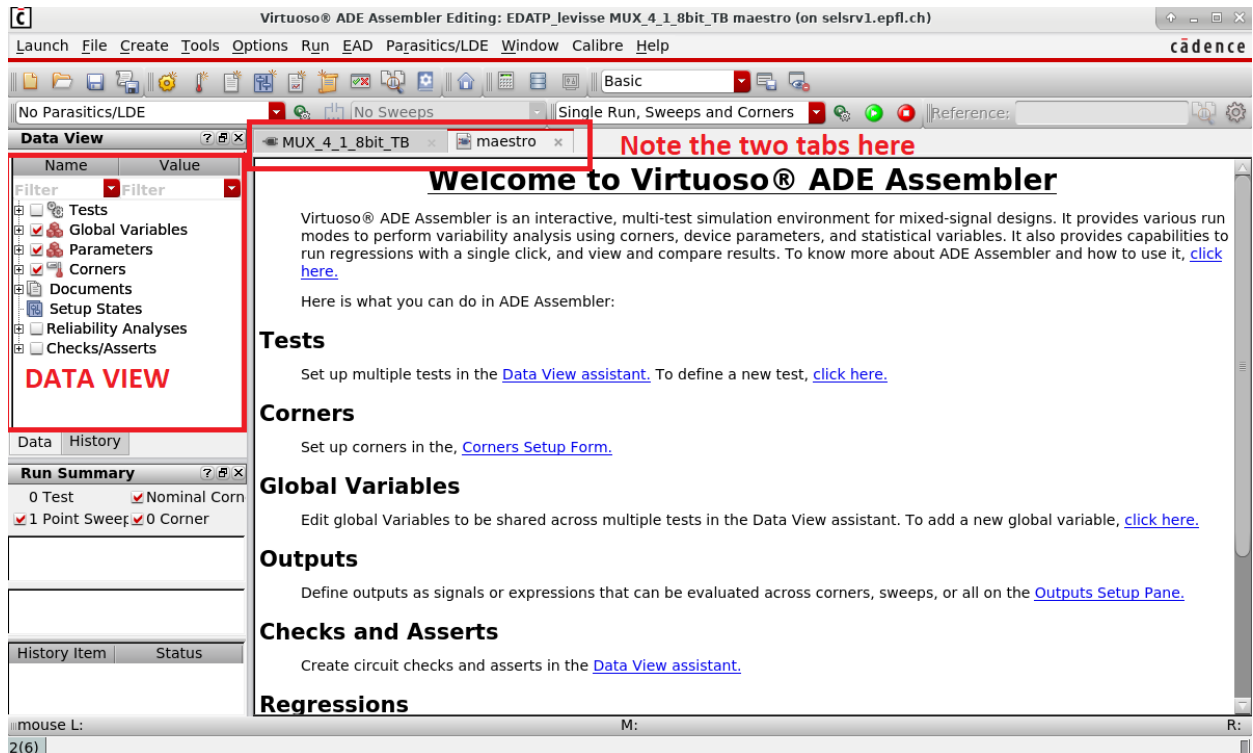 Virtuoso® ADE Assembler Editing: EDATP_levisse MUX_4_1_8bit_TB maestro (on selsrv1.epfl.ch)
Launch File Create Tools Options Run EAD Parasitics/LDE Window Calibre Help cādence
Basic
No Parasitics/LDE No Sweeps Single Run, Sweeps and Corners Reference:
Data View
MUX_4_1_8bit_TB maestro Note the two tabs here
Name Value
Filter Filter
Tests
Global Variables
Parameters
Corners
Documents
Setup States
Reliability Analyses
Checks/Asserts
DATA VIEW
Data History
Run Summary
0 Test Nominal Corn
1 Point Sweep 0 Corner
History Item Status
Welcome to Virtuoso® ADE Assembler
Virtuoso® ADE Assembler is an interactive, multi-test simulation environment for mixed-signal designs. It provides various run
modes to perform variability analysis using corners, device parameters, and statistical variables. It also provides capabilities to
run regressions with a single click, and view and compare results. To know more about ADE Assembler and how to use it, click
here.
Here is what you can do in ADE Assembler:
Tests
Set up multiple tests in the Data View assistant. To define a new test, click here.
Corners
Set up corners in the, Corners Setup Form.
Global Variables
Edit global Variables to be shared across multiple tests in the Data View assistant. To add a new global variable, click here.
Outputs
Define outputs as signals or expressions that can be evaluated across corners, sweeps, or all on the Outputs Setup Pane.
Checks and Asserts
Create circuit checks and asserts in the Data View assistant.
Regressions
mouse L: M: R:
2(6)